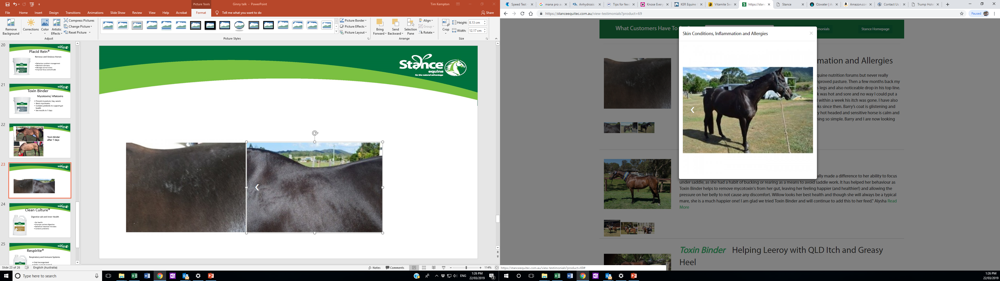 Picture Tools
Ginny talk - PowerPoint
Tim Kempton
File Home Insert Design Transitions Animations Slide Show Review View Help Acrobat Format Tell me what you want to do Share
Remove Background
Corrections
Color
Artistic Effects
Compress Pictures
Change Picture
Reset Picture
Adjust
Picture Styles
Picture Border
Picture Effects
Picture Layout
Bring Forward
Send Backward
Selection Pane
Align
Group
Rotate
Arrange
Crop
Height: 8.13 cm
Width: 12.17 cm
Size
20
Stance
Placid Rein®
Nervous and Anxious Horses
• Behaviour problem management
• Maintain calmness
• Manage normal stress
• Improve focus and attitude
21
Stance
Toxin Binder
Mycotoxins/ Aflatoxins
• Present in pasture, hay, weeds
• Binds mycotoxins
• Contains prebiotic to support gut
health
• See results in 7 days
22
Stance
Toxin Binder
after 7 days
23
Stance
24
Stance
Clean Culture®
Digestive aid and Inner Health
• Gut health
• Improve nutrient digestion
• Beneficial intestinal microbes
• Contains prebiotics
25
Stance
Respirite®
Respiratory and Immune Systems
• Oral decongestant
Stance
equine
for the natural advantage
Slide 23 of 26
English (Australia)
Notes
Comments
114%
Type here to search
ENG
1:26 PM
22/03/2019
2
Speed Test -
mana pro au
Anhydrosis -
Tips for feed
Knose Every
KER Equine
Vitamite Swe
https://stanc
Stance
Ozwater | Au
Amazon.com
Contact Us |
Trump Hote
https://stanceequitec.com.au/view-testimonials?product=69
Paused
What Customers Have To
monials
Stance Homepage
Skin Conditions, Inflammation and Allergies
mation and Allergies
quine nutrition forums but never really
nproved pasture. Then a few months back my
s legs and also noticeable drop in his top line.
k was hot and sore and no way I could put a
l within a week his itch was gone. I have also
ks since then. Barry's coat is glistening and
y hot headed and sensitive horse is calm and
ning so simple. Barry and I are now looking
ally made a difference to her ability to focus
under saddle, as she had a habit of bucking or rearing as a means to avoid saddle work. It has helped her behaviour as
Toxin Binder helps to remove mycotoxin's from her gut, leaving her feeling happier (and healthier!) and allowing the
pressure on her belly to not cause any discomfort. Willow looks her best health and though she will always be a typical
mare, she is a much happier one! I am glad we tried Toxin Binder and will continue to add this to her feed." Alysha Read
More
Toxin Binder Helping Leeroy with QLD Itch and Greasy
Heel
https://stanceequitec.com.au/view-testimonials?product=69#
1:26 PM
22/03/2019